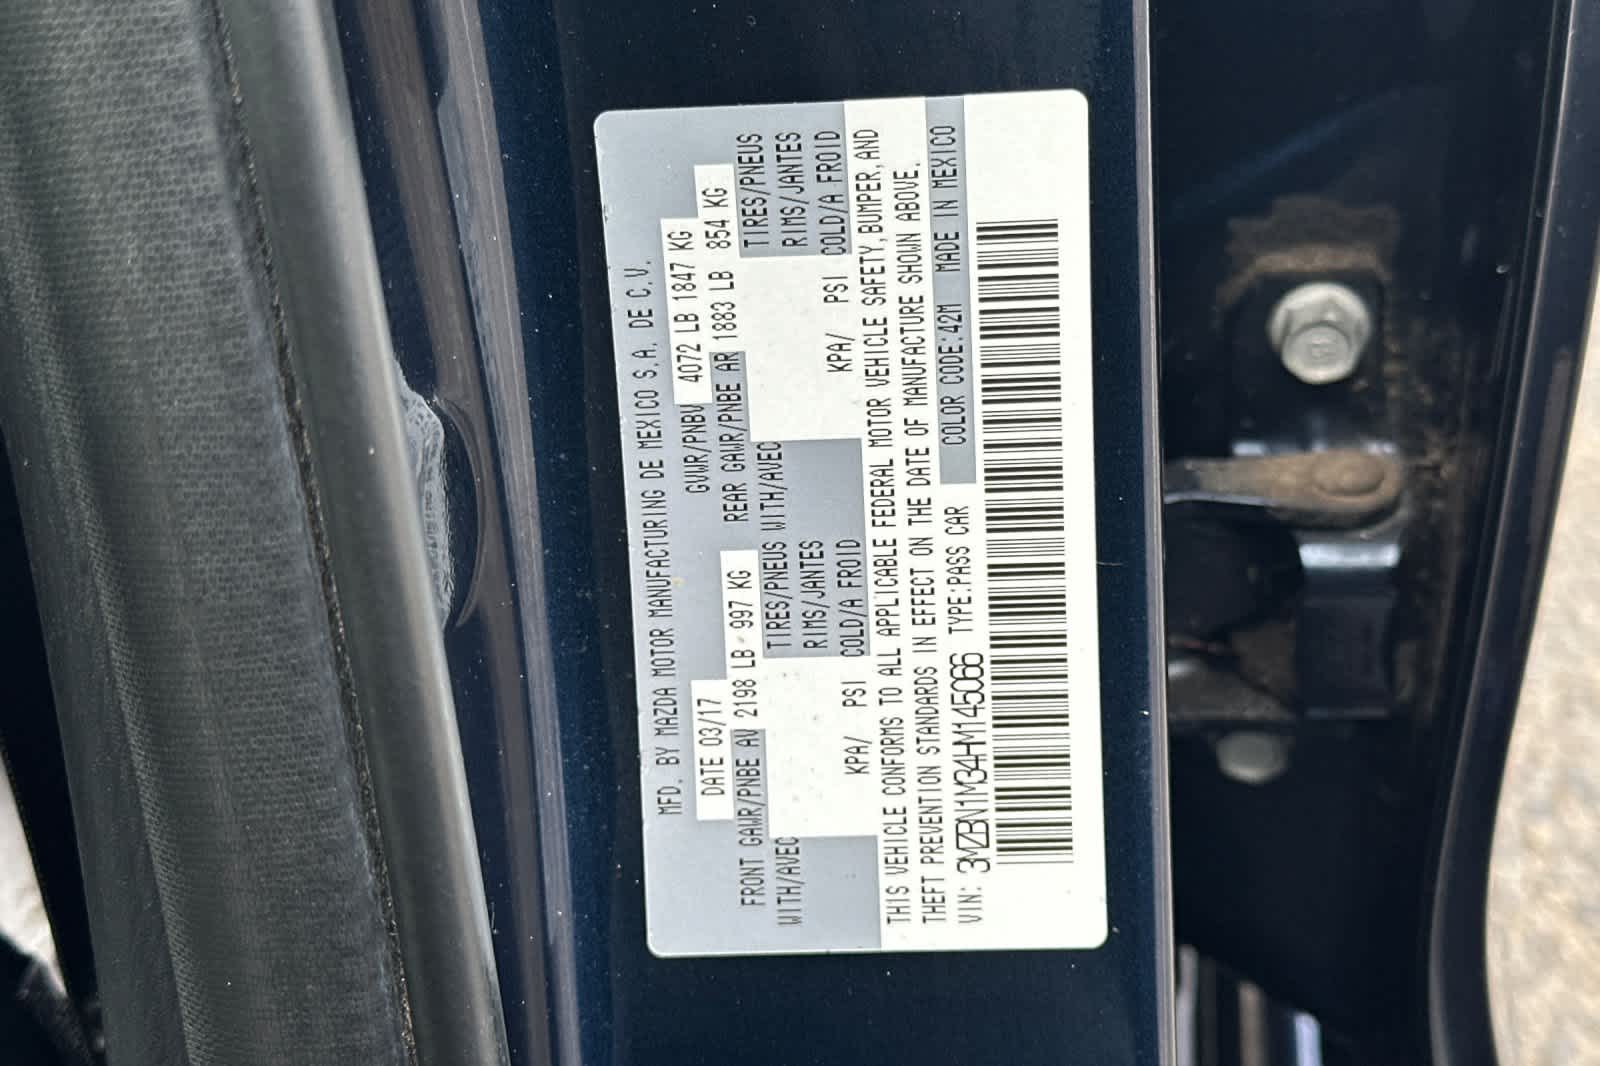 MFD. BY MAZDA MOTOR MANUFACTURING DE MEXICO S.A. DE C.V.
DATE 03/17 GVWR/PNBV 4072 LB 1847 KG
FRONT GAWR/PNBE AV 2198 LB 997 KG REAR GAWR/PNBE AR 1883 LB 854 KG
WITH/AVEC TIRES/PNEUS WITH/AVEC TIRES/PNEUS
RIMS/JANTES RIMS/JANTES
KPA/ PSI COLD/A FROID KPA/ PSI COLD/A FROID
THIS VEHICLE CONFORMS TO ALL APPLICABLE FEDERAL MOTOR VEHICLE SAFETY, BUMPER, AND
THEFT PREVENTION STANDARDS IN EFFECT ON THE DATE OF MANUFACTURE SHOWN ABOVE.
VIN: 3MZBN1M34HM145066 TYPE:PASS CAR COLOR CODE:42M MADE IN MEXICO